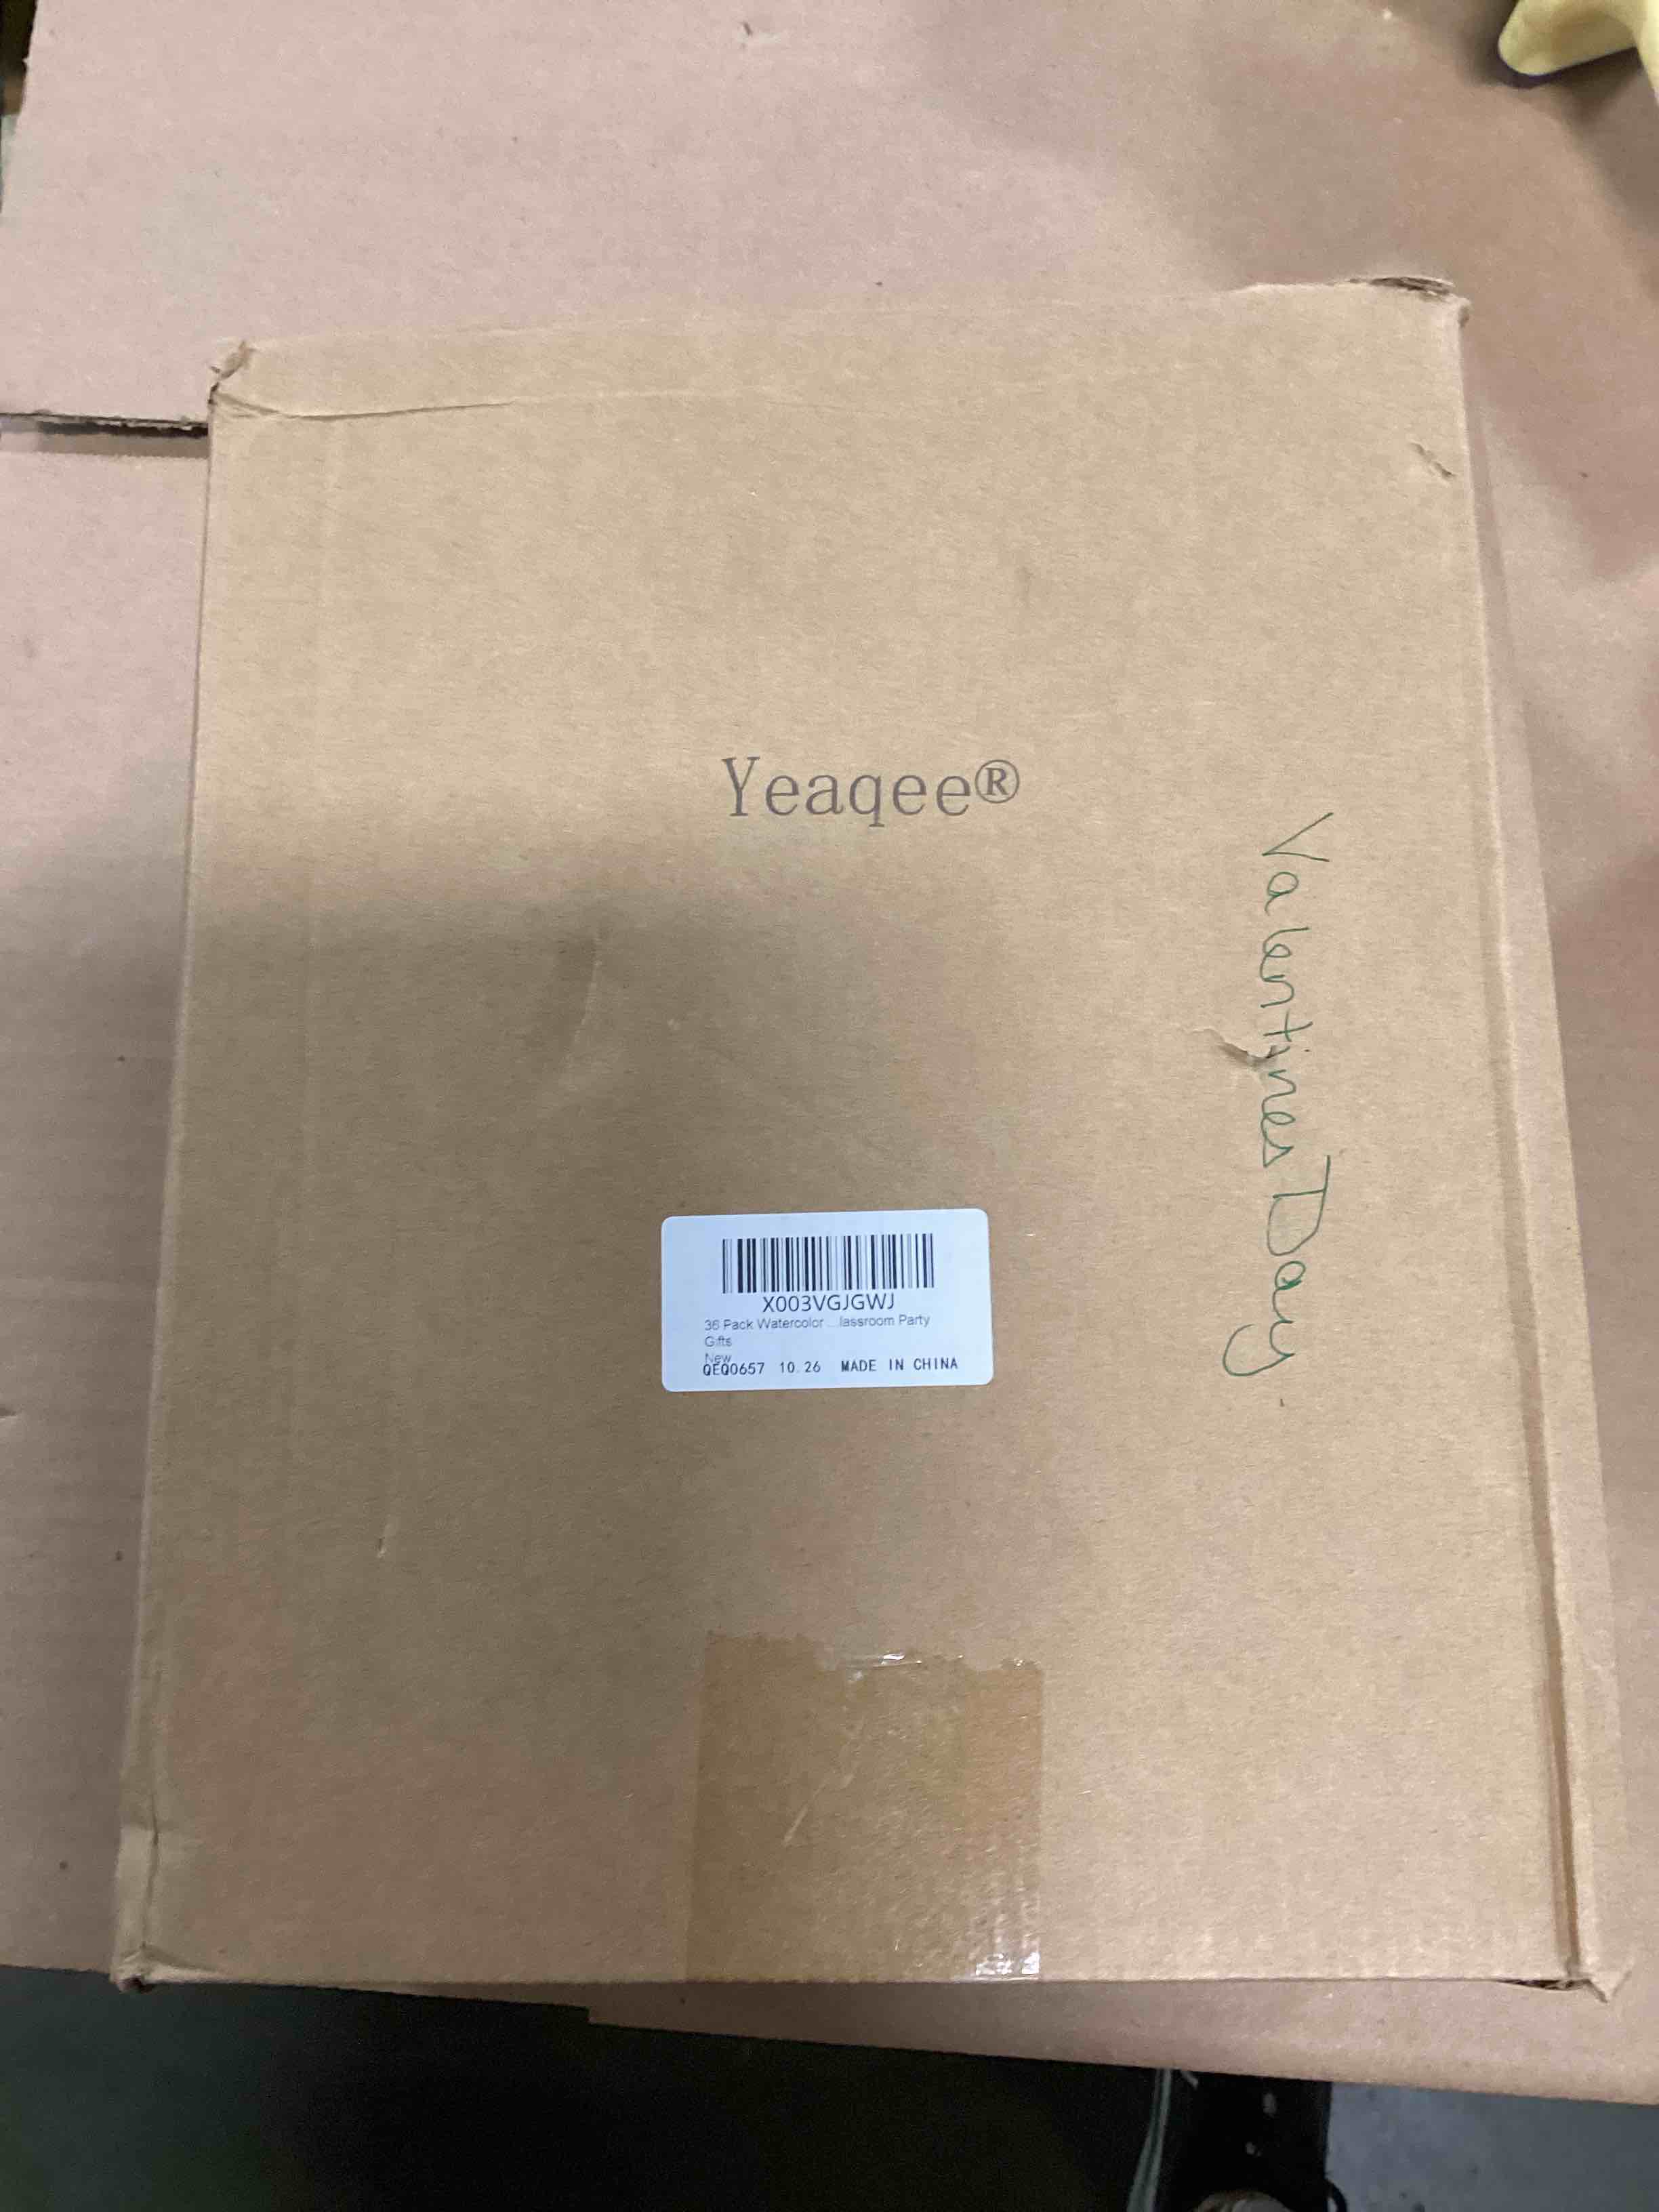 Yeaqee®
Valentines Day
X003VGJGWJ
36 Pack Watercolor ...lassroom Party
Gifts
New
QEQ0657 10.26 MADE IN CHINA